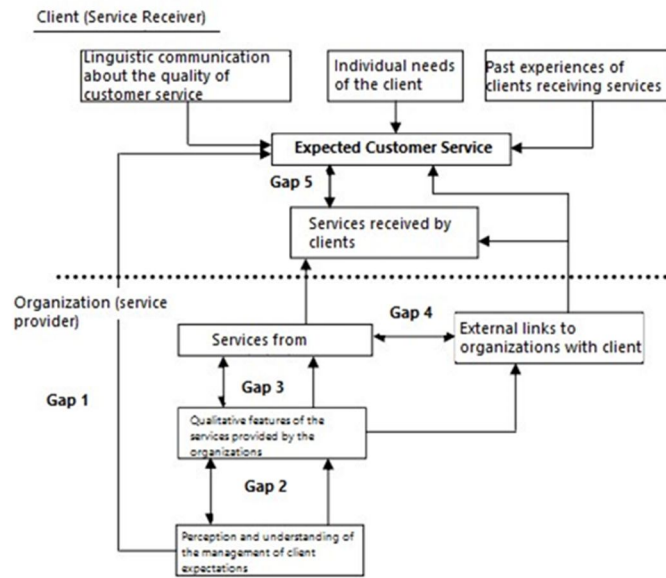 Client (Service Receiver)
Linguistic communication
about the quality of
customer service
Individual needs
of the client
Past experiences of
clients receiving services
Expected Customer Service
Gap 5
Services received by
clients
Organization (service
provider)
Gap 4
External links to
organizations with client
Services from
Gap 3
Gap 1
Qualitative features of the
services provided by the
organizations
Gap 2
Perception and understanding of
the management of client
expectations